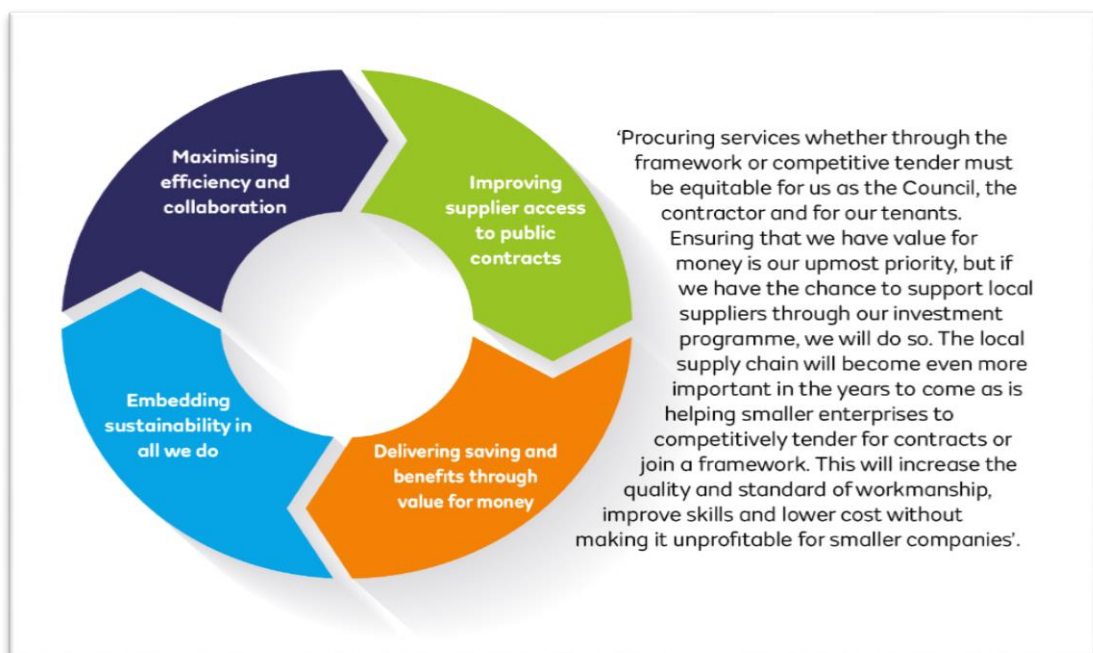 Maximising
efficiency and
collaboration
Improving
supplier access
to public
contracts
Embedding
sustainability in
all we do
Delivering saving and
benefits through
value for money
‘Procuring services whether through the
framework or competitive tender must
be equitable for us as the Council, the
contractor and for our tenants.
Ensuring that we have value for
money is our upmost priority, but if
we have the chance to support local
suppliers through our investment
programme, we will do so. The local
supply chain will become even more
important in the years to come as is
helping smaller enterprises to
competitively tender for contracts or
join a framework. This will increase the
quality and standard of workmanship,
improve skills and lower cost without
making it unprofitable for smaller companies’.